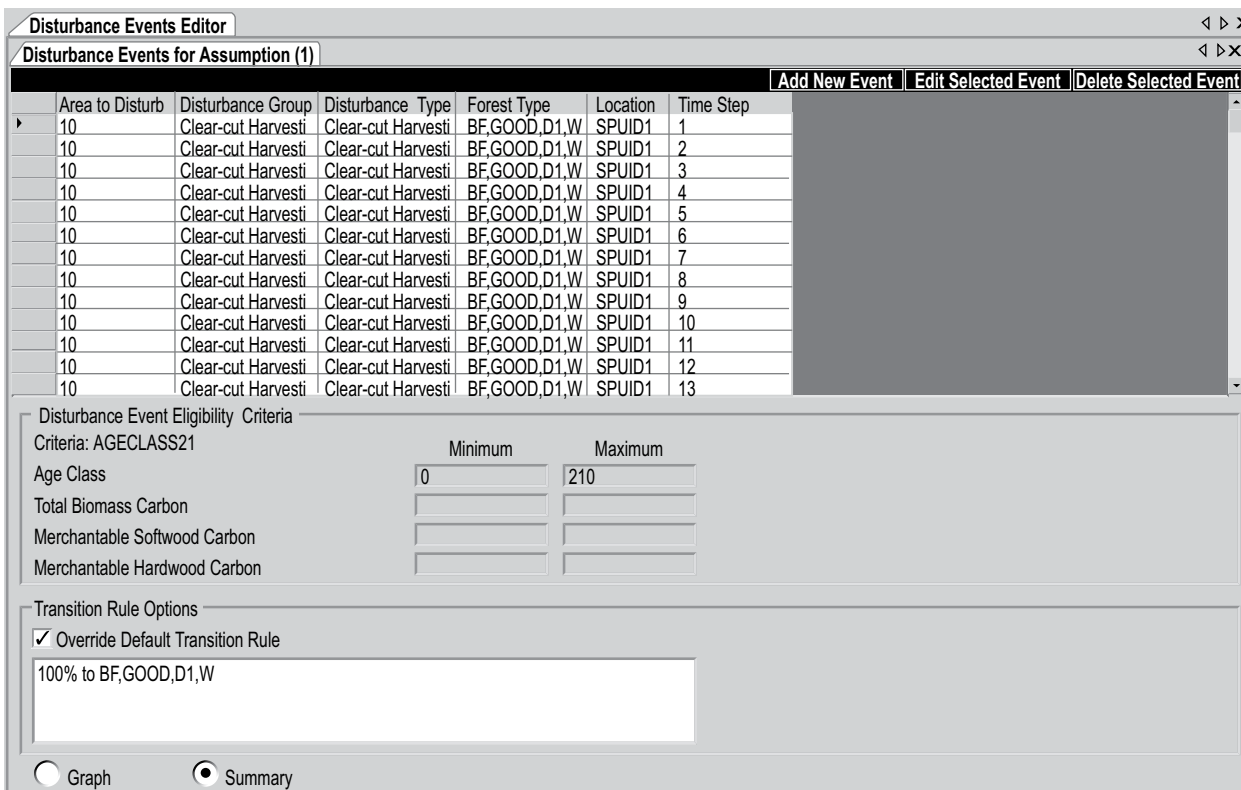 Disturbance Events Editor
Disturbance Events for Assumption (1)
Add New Event Edit Selected Event Delete Selected Event
Area to Disturb Disturbance Group Disturbance Type Forest Type Location Time Step
10 Clear-cut Harvesti Clear-cut Harvesti BF,GOOD,D1,W SPUID1 1
10 Clear-cut Harvesti Clear-cut Harvesti BF,GOOD,D1,W SPUID1 2
10 Clear-cut Harvesti Clear-cut Harvesti BF,GOOD,D1,W SPUID1 3
10 Clear-cut Harvesti Clear-cut Harvesti BF,GOOD,D1,W SPUID1 4
10 Clear-cut Harvesti Clear-cut Harvesti BF,GOOD,D1,W SPUID1 5
10 Clear-cut Harvesti Clear-cut Harvesti BF,GOOD,D1,W SPUID1 6
10 Clear-cut Harvesti Clear-cut Harvesti BF,GOOD,D1,W SPUID1 7
10 Clear-cut Harvesti Clear-cut Harvesti BF,GOOD,D1,W SPUID1 8
10 Clear-cut Harvesti Clear-cut Harvesti BF,GOOD,D1,W SPUID1 9
10 Clear-cut Harvesti Clear-cut Harvesti BF,GOOD,D1,W SPUID1 10
10 Clear-cut Harvesti Clear-cut Harvesti BF,GOOD,D1,W SPUID1 11
10 Clear-cut Harvesti Clear-cut Harvesti BF,GOOD,D1,W SPUID1 12
10 Clear-cut Harvesti Clear-cut Harvesti BF,GOOD,D1,W SPUID1 13
Disturbance Event Eligibility Criteria
Criteria: AGECLASS21 Minimum Maximum
Age Class 0 210
Total Biomass Carbon
Merchantable Softwood Carbon
Merchantable Hardwood Carbon
Transition Rule Options
Override Default Transition Rule
100% to BF,GOOD,D1,W
Graph Summary